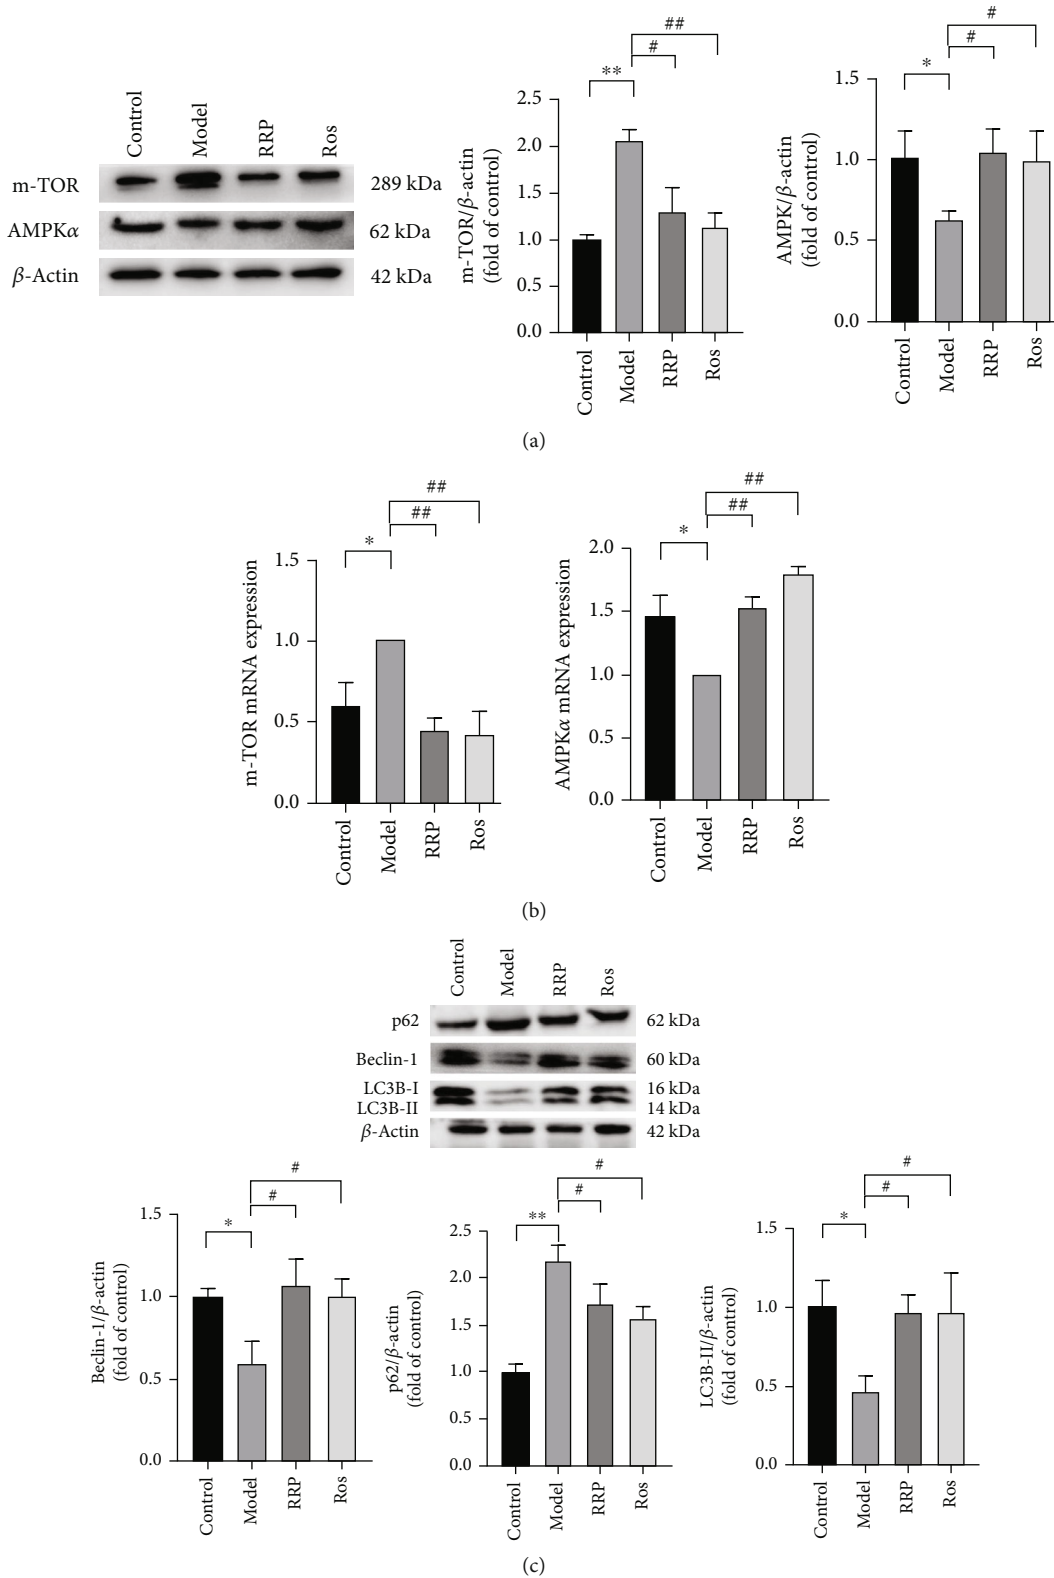 Control
Model
RRP
Ros
m-TOR
289 kDa
AMPKα
62 kDa
β-Actin
42 kDa
m-TOR/β-actin
(fold of control)
2.5
2.0
1.5
1.0
0.5
0.0
**
#
##
Control
Model
RRP
Ros
AMPK/β-actin
(fold of control)
1.5
1.0
0.5
0.0
*
#
#
Control
Model
RRP
Ros
(a)
m-TOR mRNA expression
1.5
1.0
0.5
0.0
*
##
##
Control
Model
RRP
Ros
AMPKα mRNA expression
2.0
1.5
1.0
0.5
0.0
*
##
##
Control
Model
RRP
Ros
(b)
Control
Model
RRP
Ros
p62
62 kDa
Beclin-1
60 kDa
LC3B-I
16 kDa
LC3B-II
14 kDa
β-Actin
42 kDa
Beclin-1/β-actin
(fold of control)
1.5
1.0
0.5
0.0
*
#
#
Control
Model
RRP
Ros
p62/β-actin
(fold of control)
2.5
2.0
1.5
1.0
0.5
0.0
**
#
#
Control
Model
RRP
Ros
LC3B-II/β-actin
(fold of control)
1.5
1.0
0.5
0.0
*
#
#
Control
Model
RRP
Ros
(c)